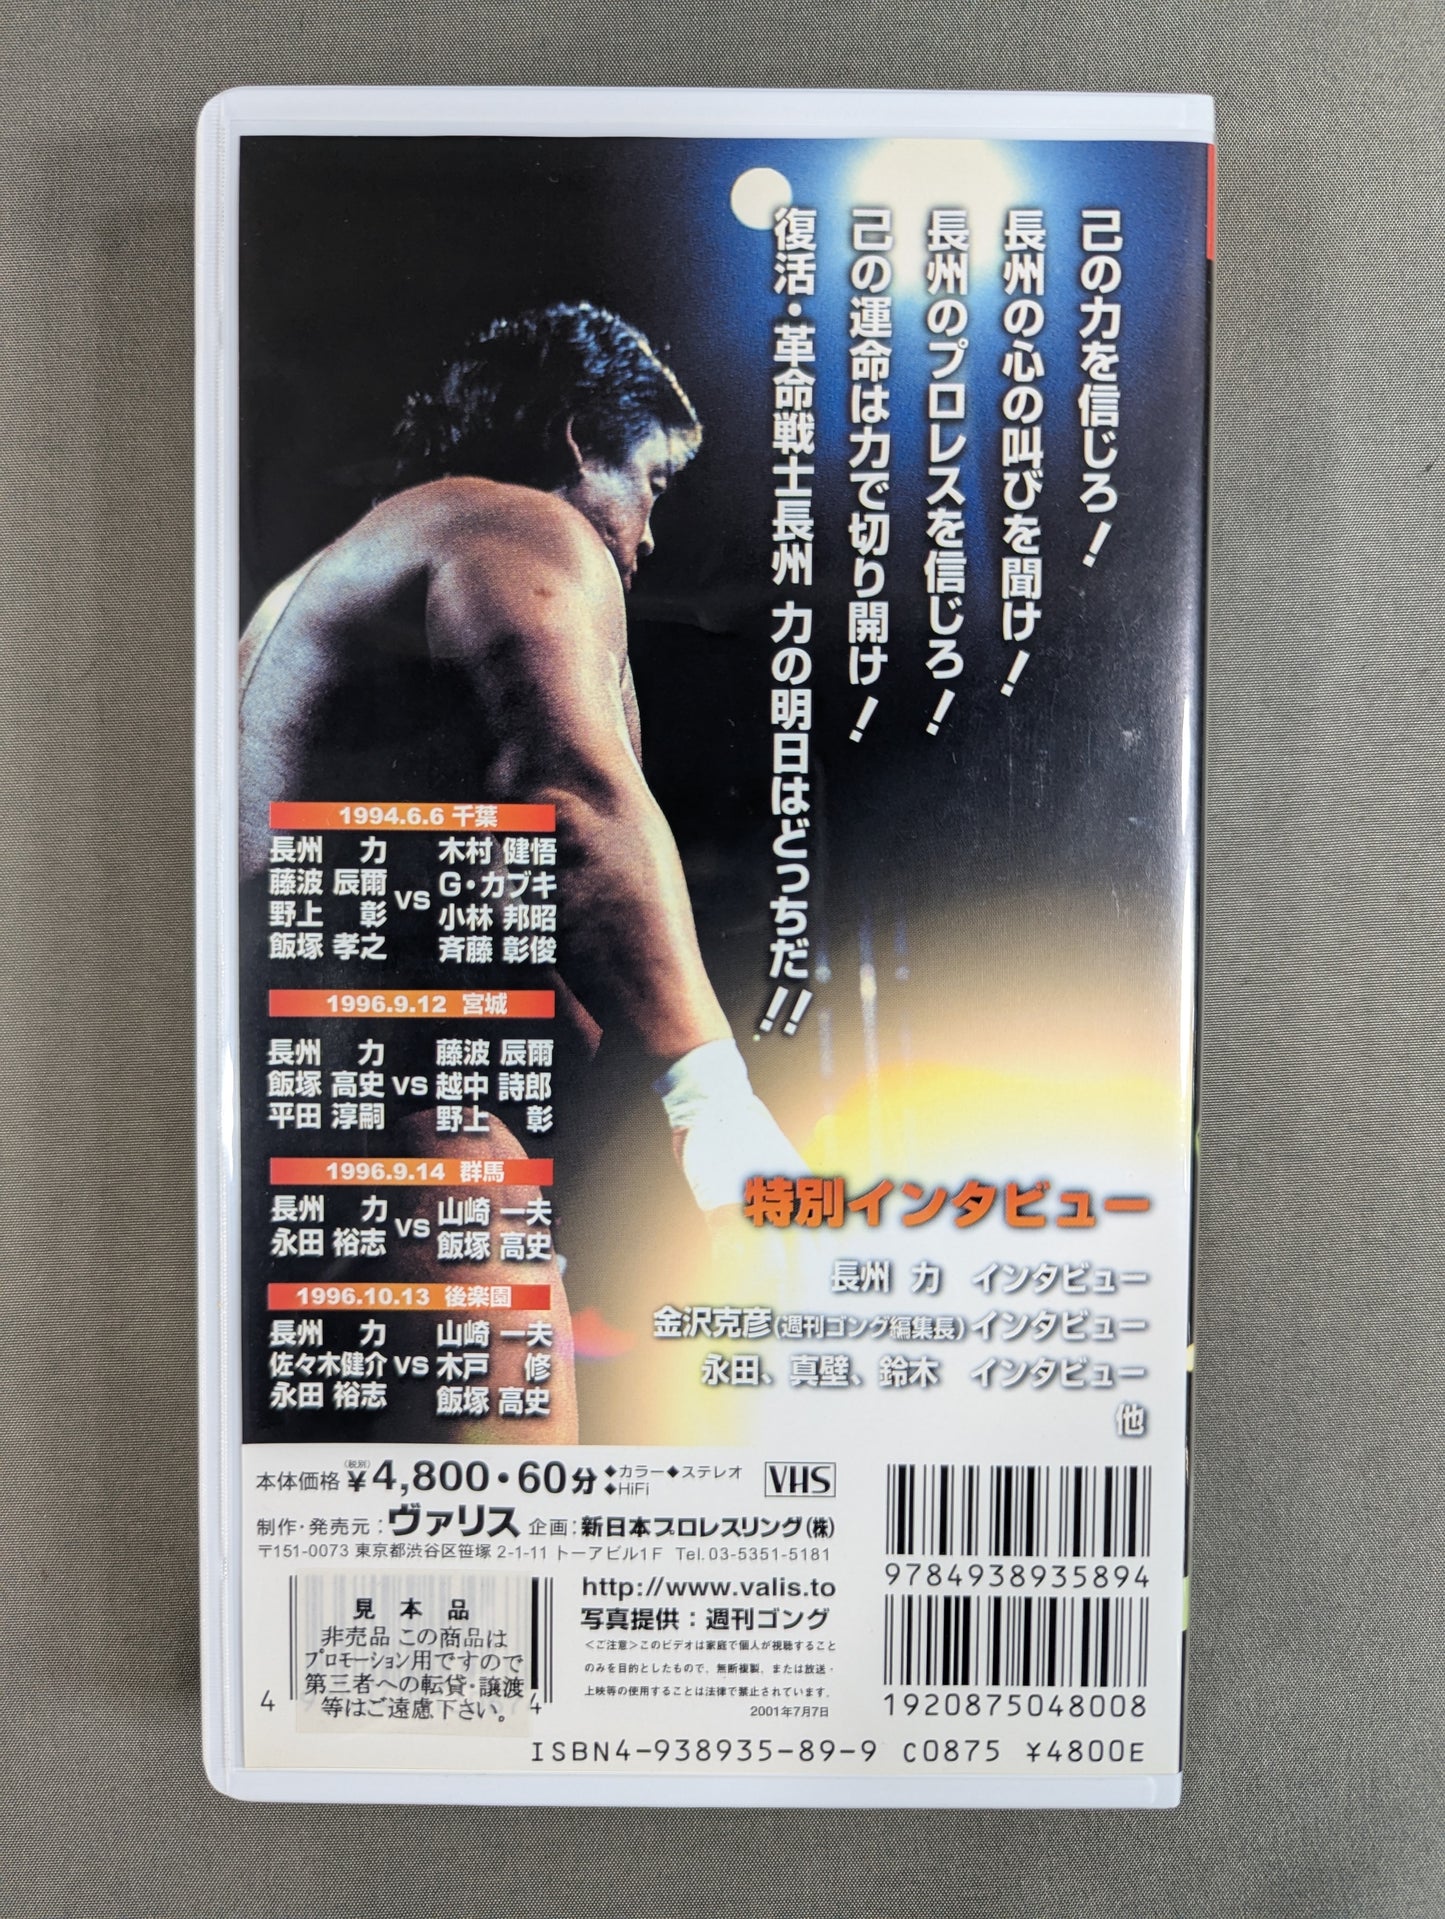 己の力を信じろ！
長州の心の叫びを聞け！
長州のプロレスを信じろ！
己の運命は力で切り開け！
復活・革命戦士長州 力の明日はどっちだ!!
1994.6.6 千葉
長州 力 木村 健悟
藤波 辰爾 vs G・カブキ
野上 彰 小林 邦昭
飯塚 孝之 斉藤 彰俊
1996.9.12 宮城
長州 力 藤波 辰爾
飯塚 高史 vs 越中 詩郎
平田 淳嗣 野上 彰
1996.9.14 群馬
長州 力 vs 山崎 一夫
永田 裕志 飯塚 高史
1996.10.13 後楽園
長州 力 山崎 一夫
佐々木健介 vs 木戸 修
永田 裕志 飯塚 高史
特別インタビュー
長州 力 インタビュー
金沢克彦(週刊ゴング編集長)インタビュー
永田、真壁、鈴木 インタビュー
他
本体価格(税別)¥4,800・60分 ◆カラー◆ステレオ ◆HiFi VHS
制作・発売元：ヴァリス 企画：新日本プロレスリング(株)
〒151-0073 東京都渋谷区笹塚 2-1-11 トーアビル1F Tel.03-5351-5181
http://www.valis.to
写真提供：週刊ゴング
＜ご注意＞このビデオは家庭で個人が視聴すること
のみを目的としたもので、無断複製、または放送・
上映等の使用することは法律で禁止されています。
2001年7月7日
見本品
非売品 この商品は
プロモーション用ですので
第三者への転貸・譲渡
等はご遠慮下さい。
4 4
9784938935894
1920875048008
ISBN4-938935-89-9 C0875 ¥4800E